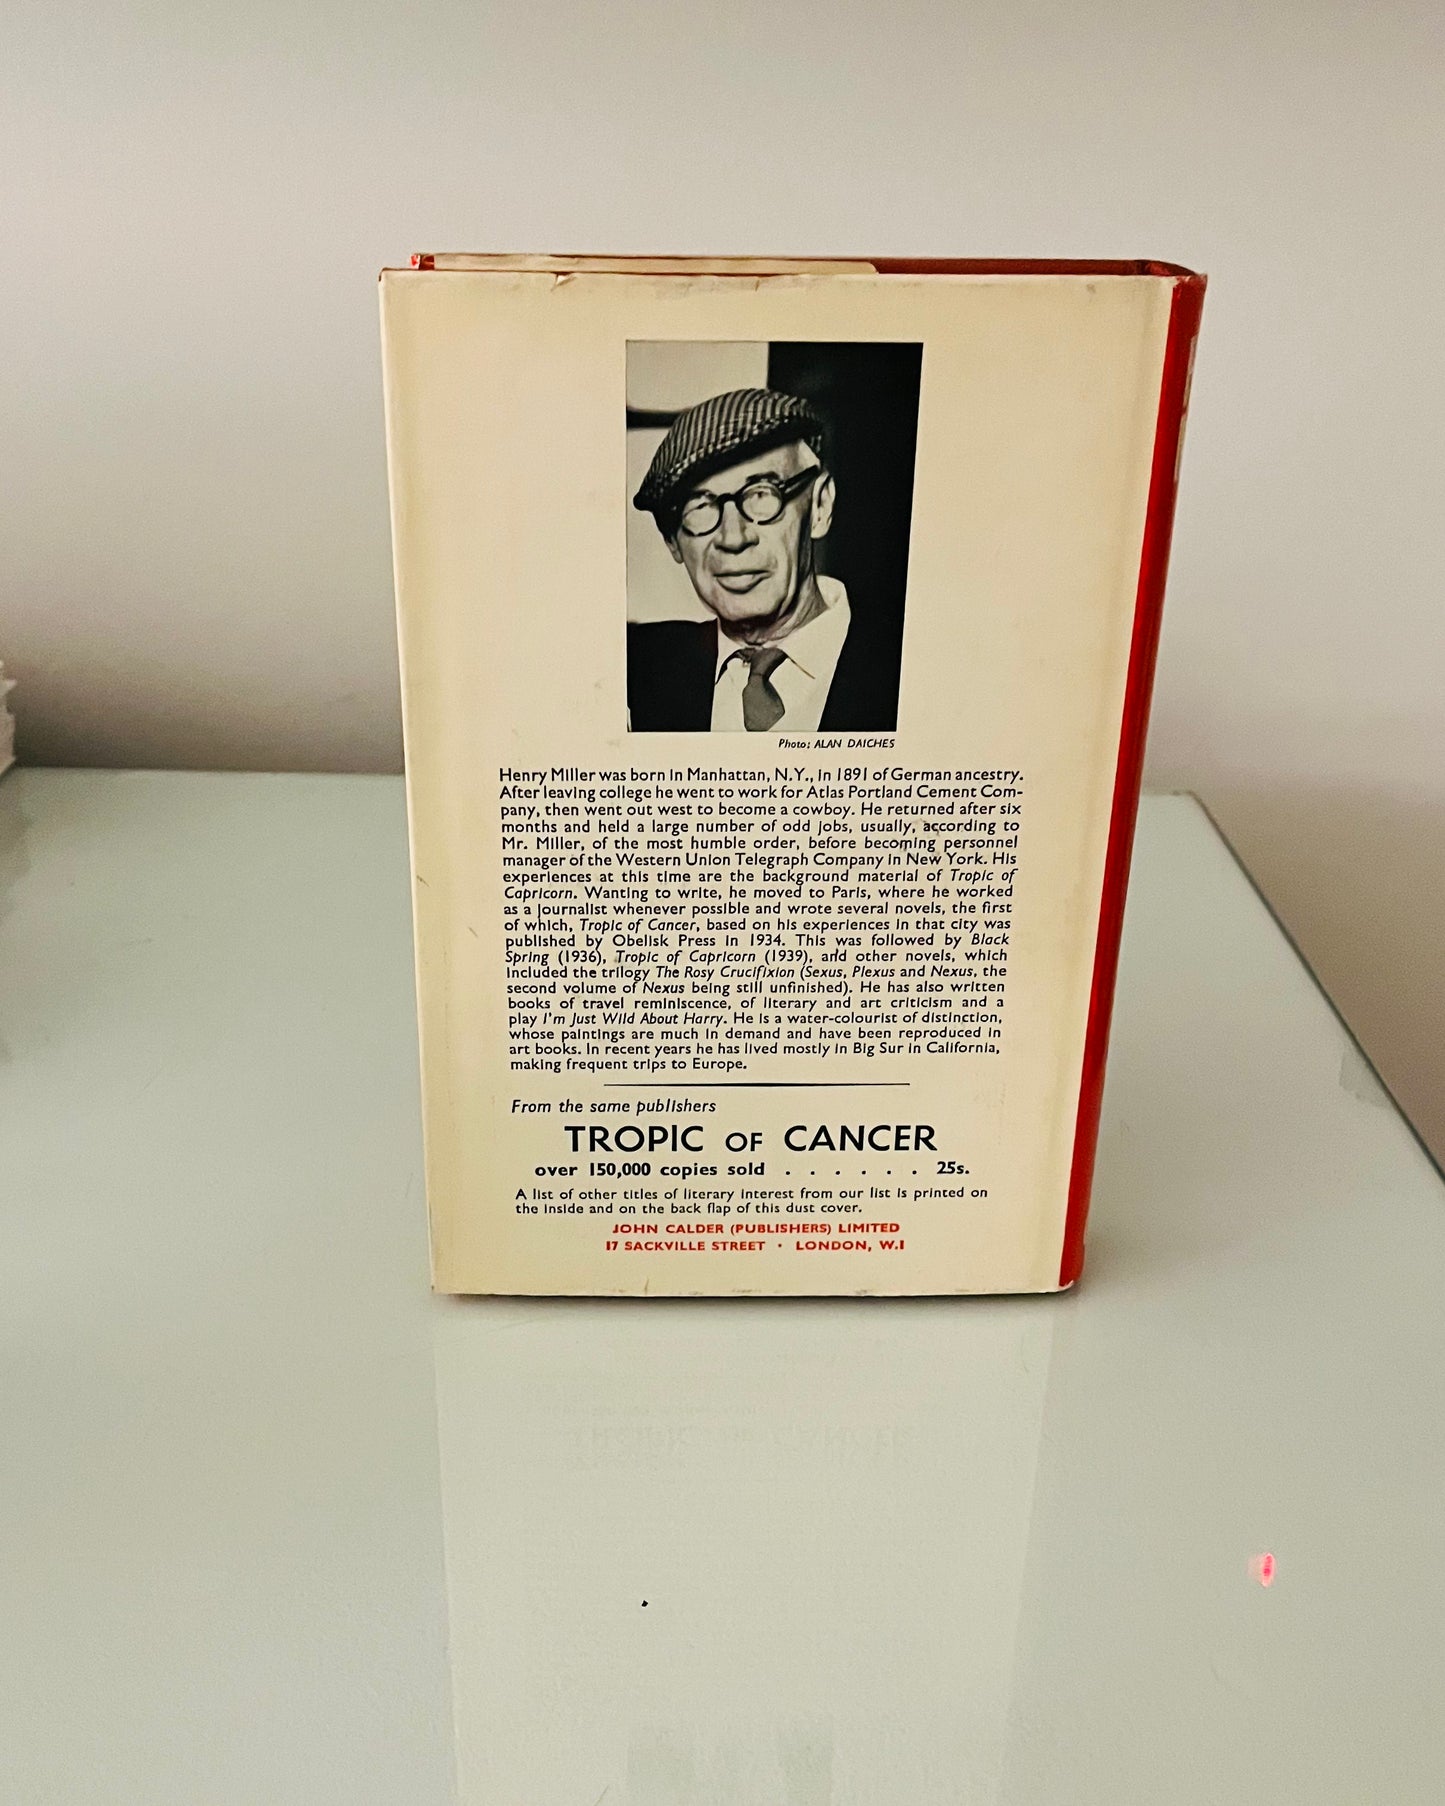 Photo: ALAN DAICHES
Henry Miller was born in Manhattan, N.Y., in 1891 of German ancestry.
After leaving college he went to work for Atlas Portland Cement Com-
pany, then went out west to become a cowboy. He returned after six
months and held a large number of odd jobs, usually, according to
Mr. Miller, of the most humble order, before becoming personnel
manager of the Western Union Telegraph Company in New York. His
experiences at this time are the background material of Tropic of
Capricorn. Wanting to write, he moved to Paris, where he worked
as a journalist whenever possible and wrote several novels, the first
of which, Tropic of Cancer, based on his experiences in that city was
published by Obelisk Press in 1934. This was followed by Black
Spring (1936), Tropic of Capricorn (1939), and other novels, which
included the trilogy The Rosy Crucifixion (Sexus, Plexus and Nexus, the
second volume of Nexus being still unfinished). He has also written
books of travel reminiscence, of literary and art criticism and a
play I'm Just Wild About Harry. He is a water-colourist of distinction,
whose paintings are much in demand and have been reproduced in
art books. In recent years he has lived mostly in Big Sur in California,
making frequent trips to Europe.
From the same publishers
TROPIC OF CANCER
over 150,000 copies sold . . . . . . 25s.
A list of other titles of literary interest from our list is printed on
the inside and on the back flap of this dust cover.
JOHN CALDER (PUBLISHERS) LIMITED
17 SACKVILLE STREET · LONDON, W.1